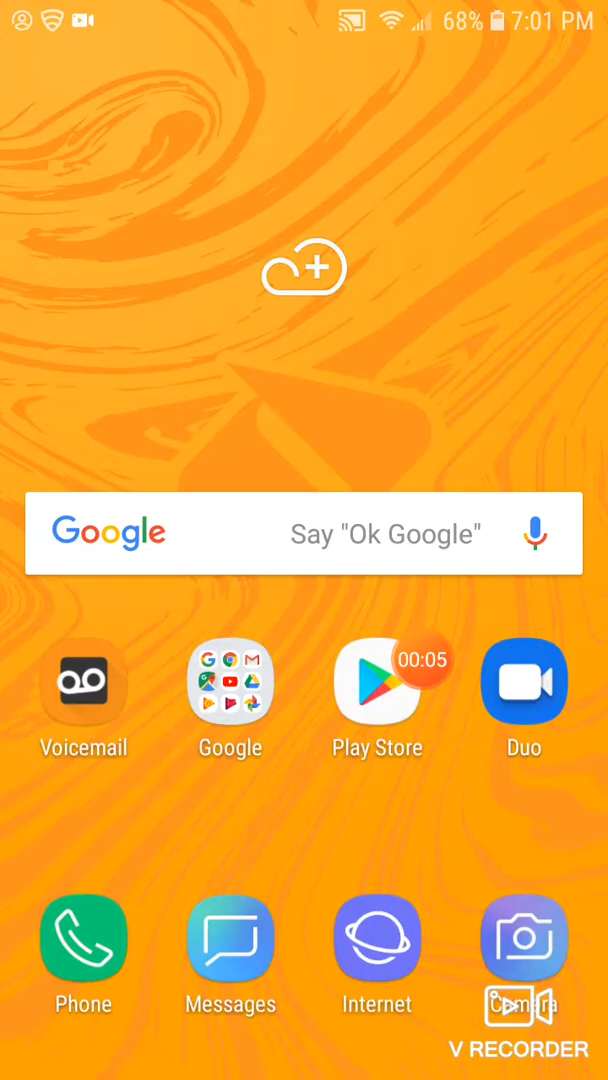 68% 7:01 PM
Google Say "Ok Google"
00:05
Voicemail Google Play Store Duo
Phone Messages Internet Camera
V RECORDER